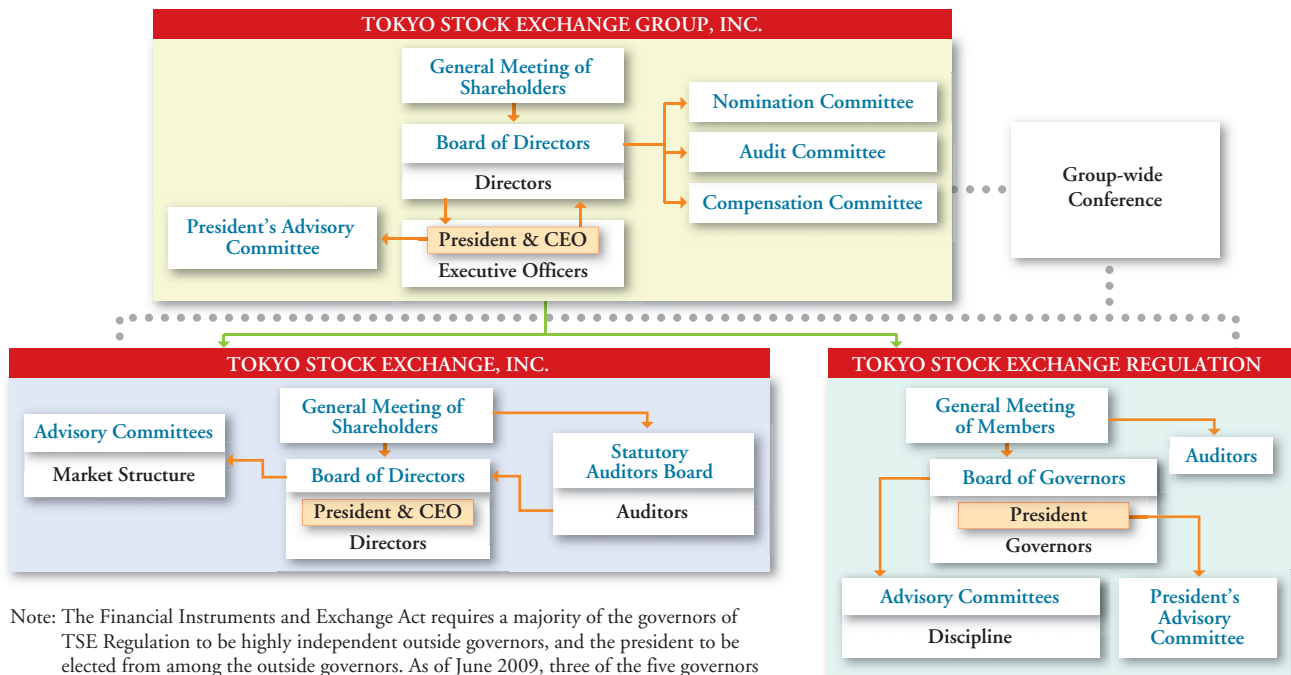 TOKYO STOCK EXCHANGE GROUP, INC.
General Meeting of
Shareholders
Board of Directors
Directors
Nomination Committee
Audit Committee
Compensation Committee
President's Advisory
Committee
President & CEO
Executive Officers
Group-wide
Conference
TOKYO STOCK EXCHANGE, INC.
General Meeting of
Shareholders
Advisory Committees
Market Structure
Board of Directors
President & CEO
Directors
Statutory
Auditors Board
Auditors
TOKYO STOCK EXCHANGE REGULATION
General Meeting
of Members
Auditors
Board of Governors
President
Governors
Advisory Committees
Discipline
President's
Advisory
Committee
Note: The Financial Instruments and Exchange Act requires a majority of the governors of
TSE Regulation to be highly independent outside governors, and the president to be
elected from among the outside governors. As of June 2009, three of the five governors